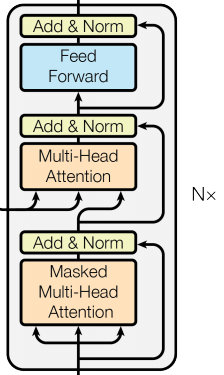 Add & Norm
Feed
Forward
Add & Norm
Multi-Head
Attention
N×
Add & Norm
Masked
Multi-Head
Attention